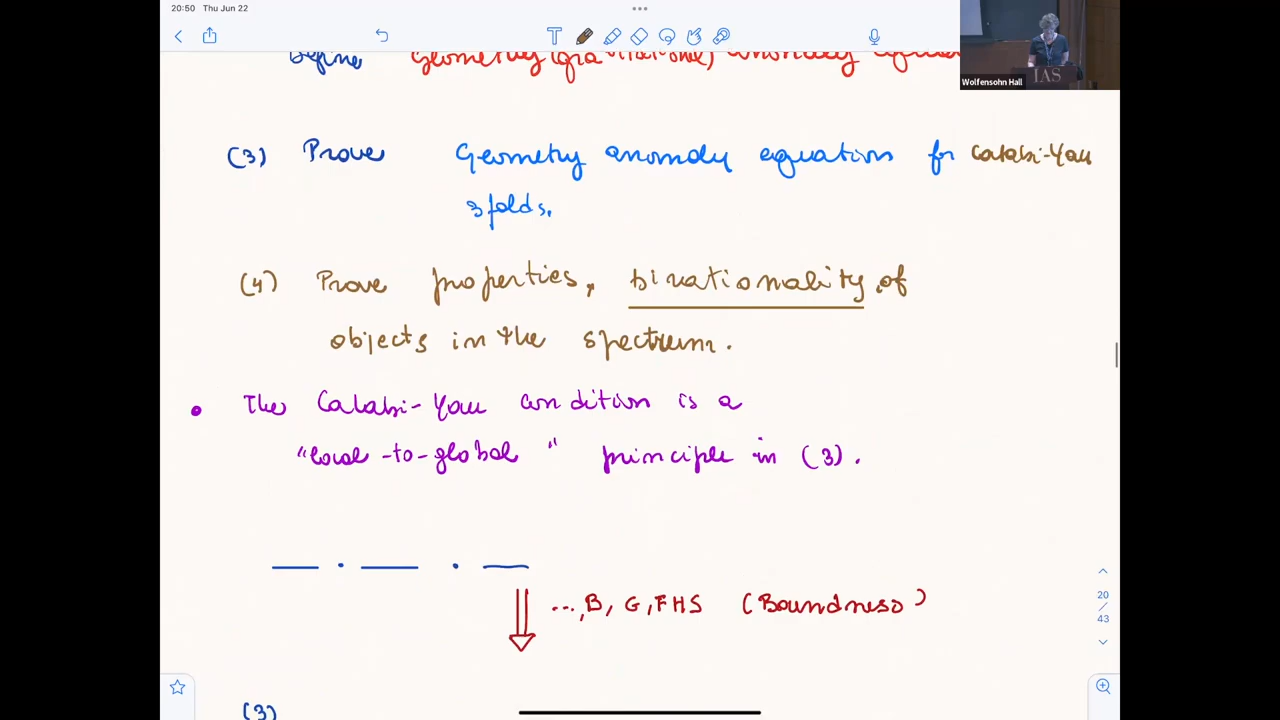 20:50 Thu Jun 22
Define Geometry (gravitational) anomaly
Wolfensohn Hall
IAS
(3) Prove Geometry anomaly equation for Calabi-Yau
3folds.
(4) Prove properties, birationality of
objects in the spectrum.
• The Calabi-Yau condition is a
"local-to-global" principle in (3).
..., B, G, FHS (Boundness)
20
/
43
(3)